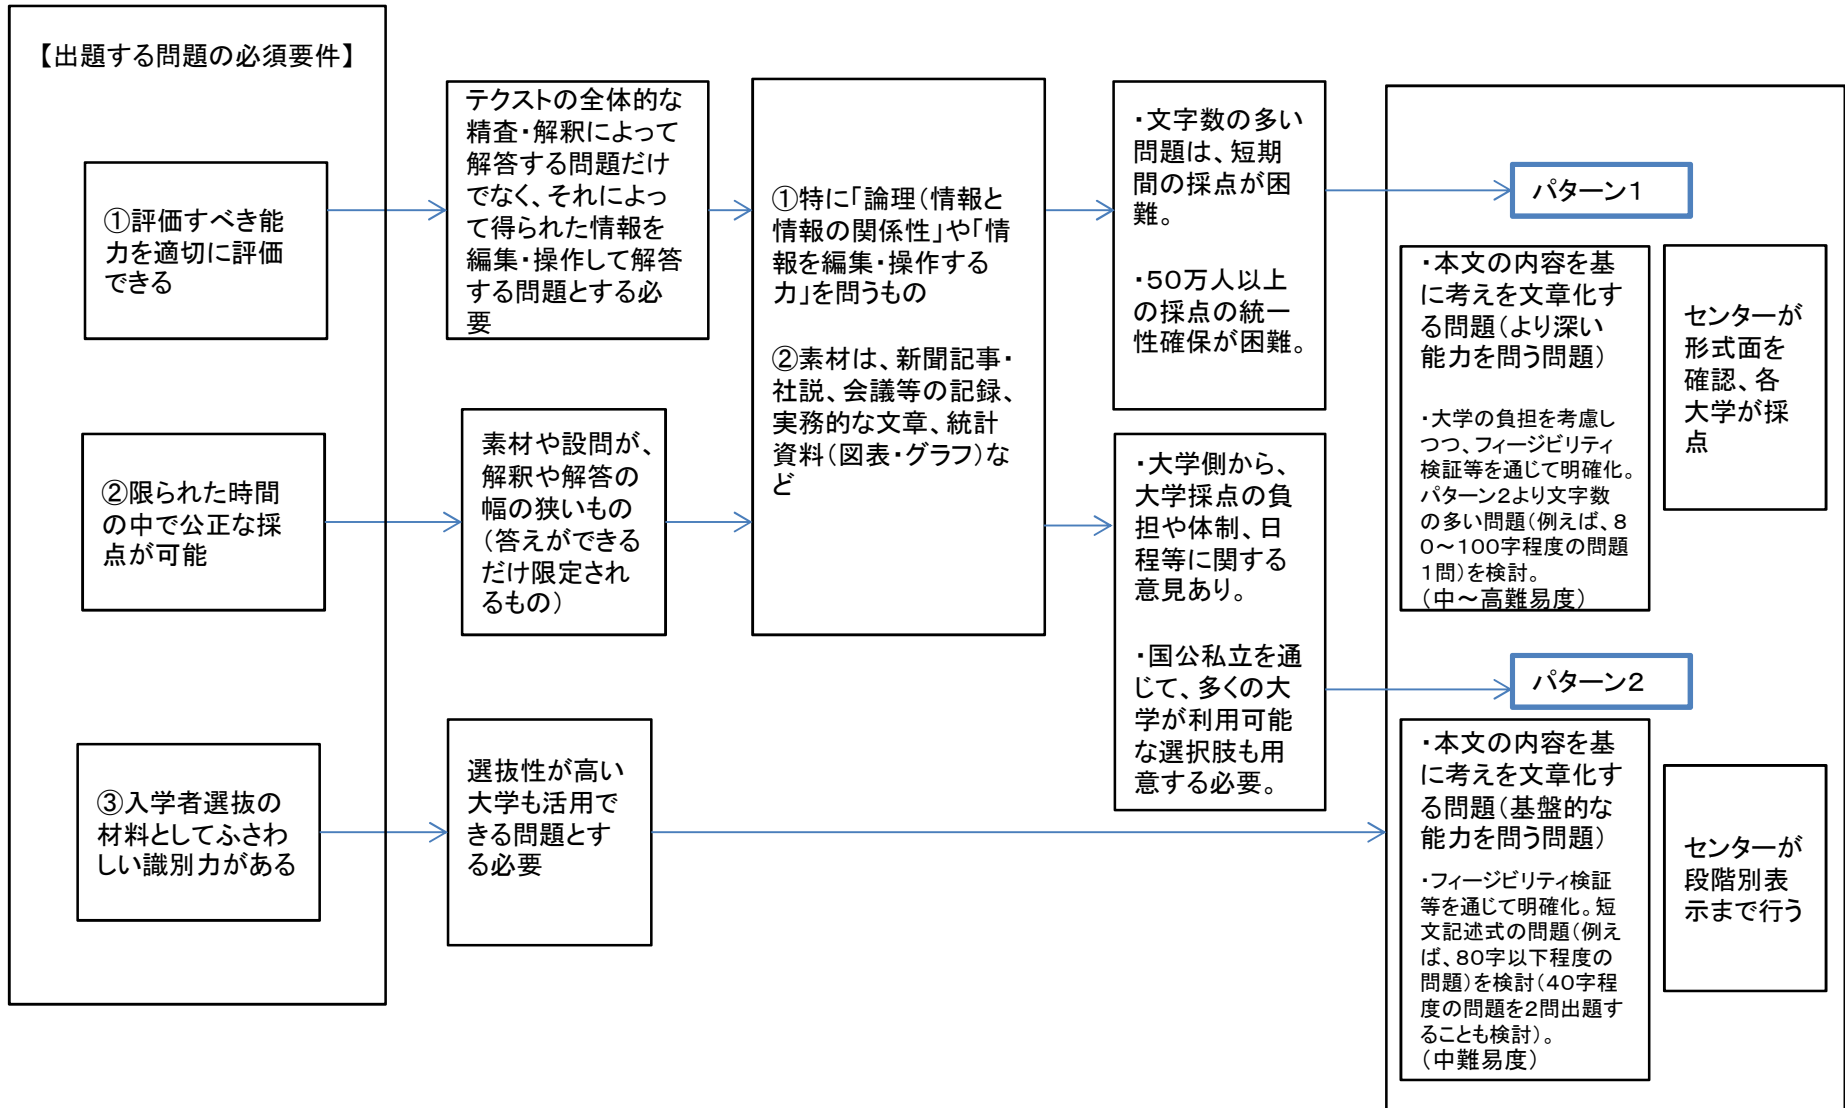 【出題する問題の必須要件】
①評価すべき能
力を適切に評価
できる
②限られた時間
の中で公正な採
点が可能
③入学者選抜の
材料としてふさわ
しい識別力がある
テクストの全体的な
精査・解釈によって
解答する問題だけ
でなく、それによっ
て得られた情報を
編集・操作して解答
する問題とする必
要
素材や設問が、
解釈や解答の
幅の狭いもの
（答えができる
だけ限定され
るもの）
選抜性が高い
大学も活用で
きる問題とす
る必要
①特に「論理（情報と
情報の関係性」や「情
報を編集・操作する
力」を問うもの
②素材は、新聞記事・
社説、会議等の記録、
実務的な文章、統計
資料（図表・グラフ）な
ど
・文字数の多い
問題は、短期
間の採点が困
難。
・５０万人以上
の採点の統一
性確保が困難。
・大学側から、
大学採点の負
担や体制、日
程等に関する
意見あり。
・国公私立を通
じて、多くの大
学が利用可能
な選択肢も用
意する必要。
パターン１
・本文の内容を基
に考えを文章化す
る問題（より深い
能力を問う問題）
・大学の負担を考慮し
つつ、フィージビリティ
検証等を通じて明確化。
パターン２より文字数
の多い問題（例えば、８
０～１００字程度の問題
１問）を検討。
（中～高難易度）
センターが
形式面を
確認、各
大学が採
点
パターン２
・本文の内容を基
に考えを文章化す
る問題（基盤的な
能力を問う問題）
・フィージビリティ検証
等を通じて明確化。短
文記述式の問題（例え
ば、８０字以下程度の
問題）を検討（４０字程
度の問題を２問出題す
ることも検討）。
（中難易度）
センターが
段階別表
示まで行う